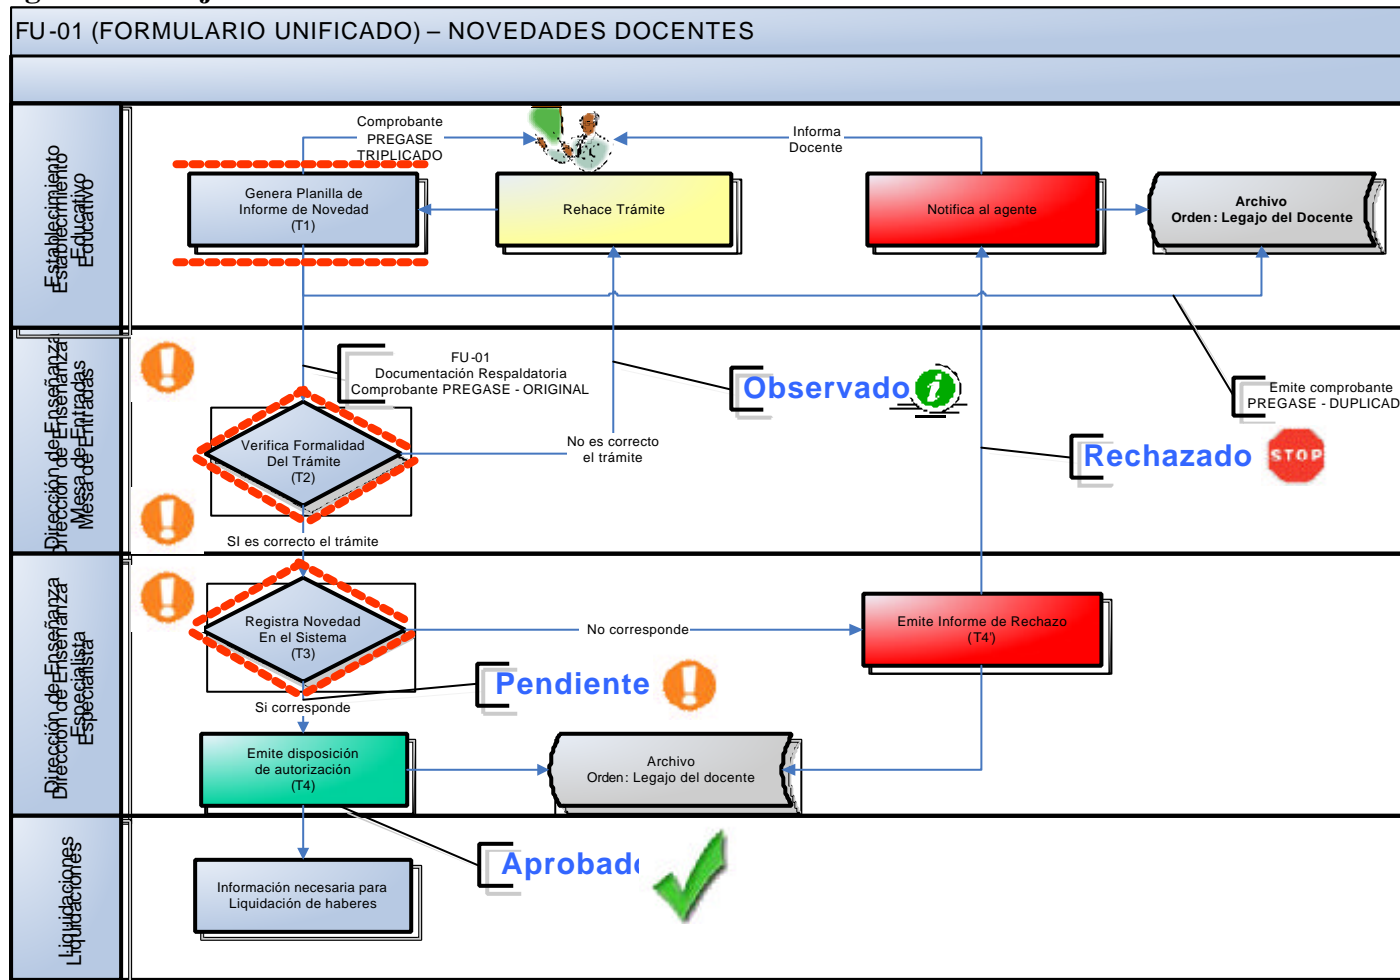 FU-01 (FORMULARIO UNIFICADO) – NOVEDADES DOCENTES
Establecimiento
Educativo
Comprobante
PREGASE
TRIPLICADO
Informa
Docente
Genera Planilla de
Informe de Novedad
(T1)
Rehace Trámite
Notifica al agente
Archivo
Orden: Legajo del Docente
Dirección de Enseñanza
Mesa de Entradas
FU-01
Documentación Respaldatoria
Comprobante PREGASE - ORIGINAL
Observado
i
Emite comprobante
PREGASE - DUPLICAD
Verifica Formalidad
Del Trámite
(T2)
No es correcto
el trámite
Rechazado
STOP
SI es correcto el trámite
Dirección de Enseñanza
Especialista
Registra Novedad
En el Sistema
(T3)
No corresponde
Emite Informe de Rechazo
(T4')
Pendiente
Si corresponde
Emite disposición
de autorización
(T4)
Archivo
Orden: Legajo del docente
Liquidaciones
Aprobado
Información necesaria para
Liquidación de haberes